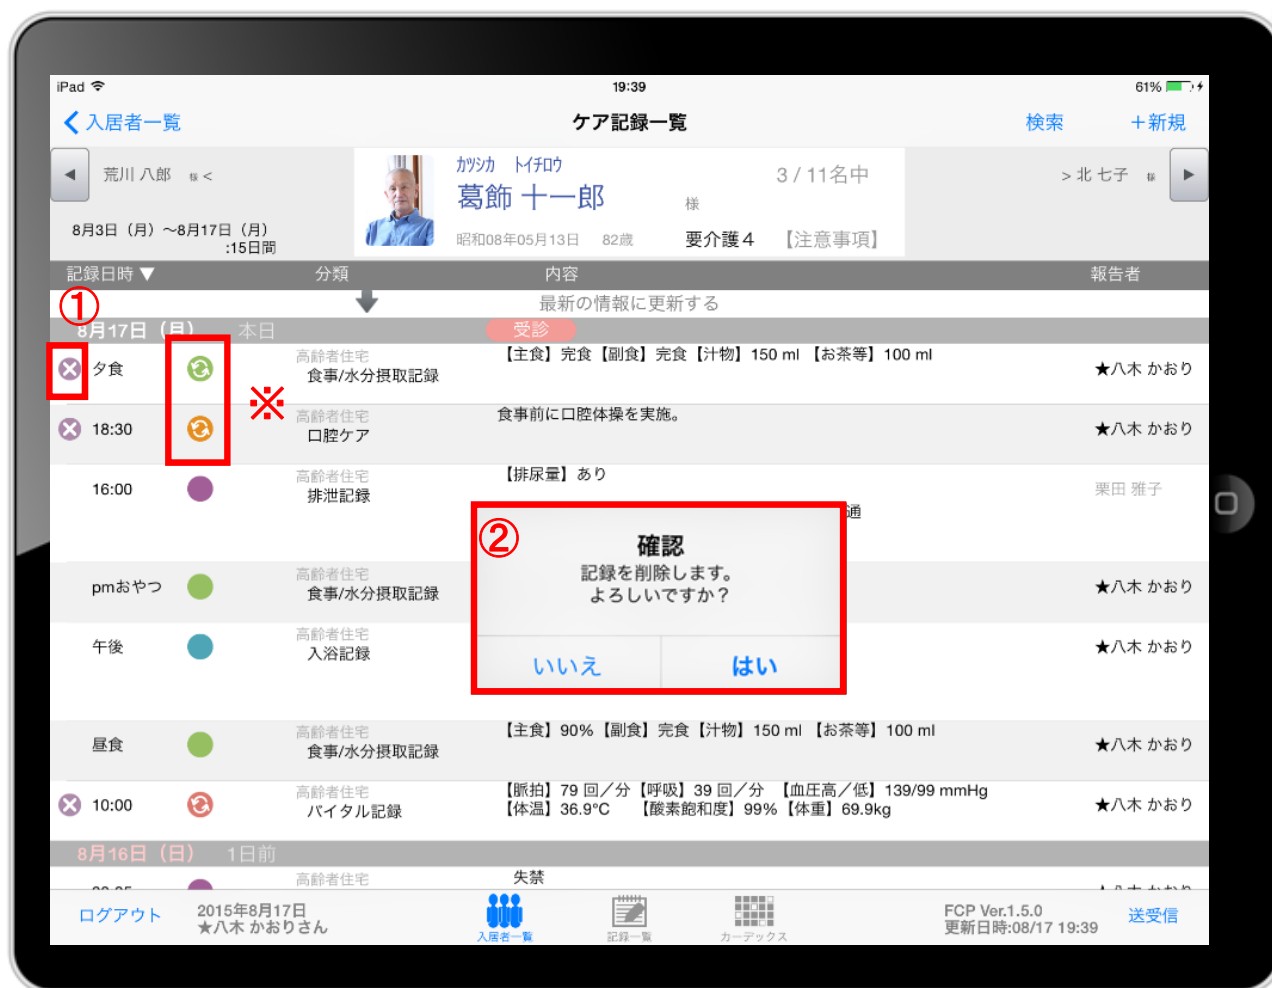 iPad 19:39 61%
入居者一覧 ケア記録一覧 検索 ＋新規
荒川 八郎 様 < カツシカ トイチロウ 3 / 11名中 > 北 七子 様
葛飾 十一郎 様
8月3日（月）～8月17日（月）
:15日間
昭和08年05月13日 82歳 要介護４ 【注意事項】
記録日時 ▼ 分類 内容 報告者
① 最新の情報に更新する
8月17日（月） 本日 受診
夕食 高齢者住宅 【主食】完食【副食】完食【汁物】150 ml 【お茶等】100 ml ★八木 かおり
食事/水分摂取記録
※
18:30 高齢者住宅 食事前に口腔体操を実施。 ★八木 かおり
口腔ケア
16:00 高齢者住宅 【排尿量】あり 栗田 雅子
排泄記録
通
②
確認
記録を削除します。
よろしいですか？
いいえ はい
pmおやつ 高齢者住宅 ★八木 かおり
食事/水分摂取記録
午後 高齢者住宅 ★八木 かおり
入浴記録
昼食 高齢者住宅 【主食】90%【副食】完食【汁物】150 ml 【お茶等】100 ml ★八木 かおり
食事/水分摂取記録
10:00 高齢者住宅 【脈拍】79 回／分【呼吸】39 回／分 【血圧高／低】139/99 mmHg ★八木 かおり
バイタル記録 【体温】36.9℃ 【酸素飽和度】99%【体重】69.9kg
8月16日（日） 1日前
高齢者住宅 失禁
ログアウト 2015年8月17日
★八木 かおりさん
入居者一覧 記録一覧 カーデックス
FCP Ver.1.5.0
更新日時:08/17 19:39
送受信